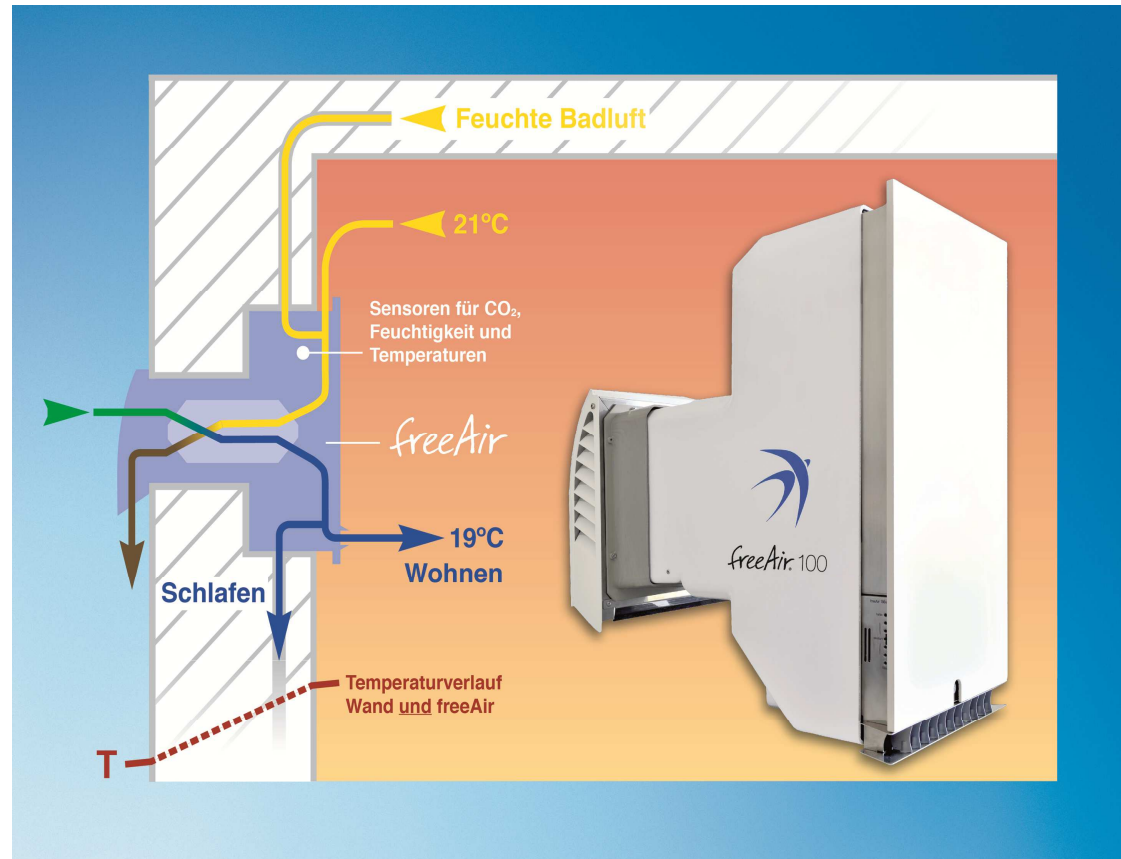 Feuchte Badluft
21°C
Sensoren für CO₂,
Feuchtigkeit und
Temperaturen
freeAir
19°C
Wohnen
Schlafen
Temperaturverlauf
Wand und freeAir
T
freeAir 100